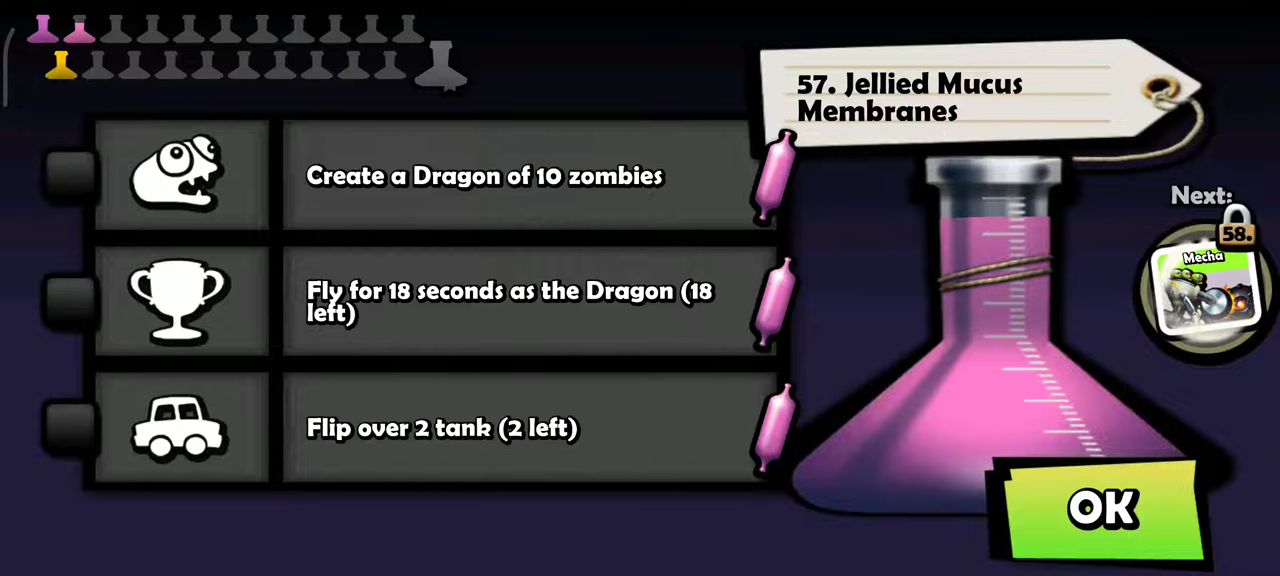 57. Jellied Mucus
Membranes
Create a Dragon of 10 zombies
Fly for 18 seconds as the Dragon (18
left)
Flip over 2 tank (2 left)
Next:
58.
Mecha
OK